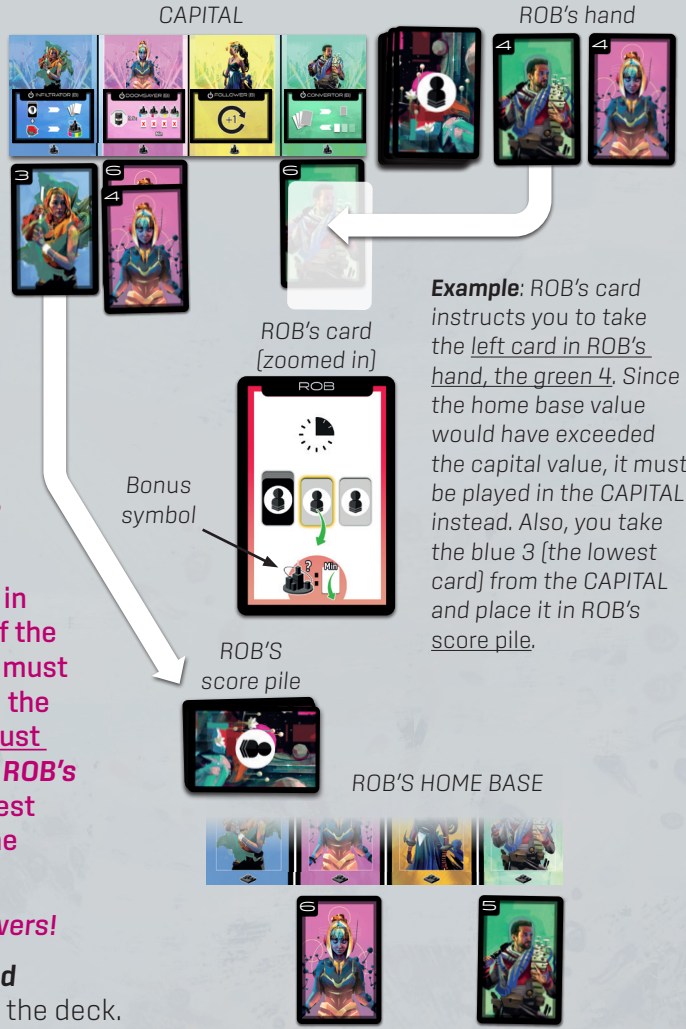 CAPITAL
ROB's hand
INFILTRATOR (B)
DOOMSAYER (B)
FOLLOWER (B)
CONVERTOR (B)
+1
Min
4
4
3
6
4
6
ROB's card
(zoomed in)
ROB
Bonus
symbol
?
:
Min
Example: ROB's card
instructs you to take
the left card in ROB's
hand, the green 4. Since
the home base value
would have exceeded
the capital value, it must
be played in the CAPITAL
instead. Also, you take
the blue 3 (the lowest
card) from the CAPITAL
and place it in ROB's
score pile.
in
f the
must
the
ust
ROB's
est
e
vers!
d
the deck.
ROB'S
score pile
ROB'S HOME BASE
6
5